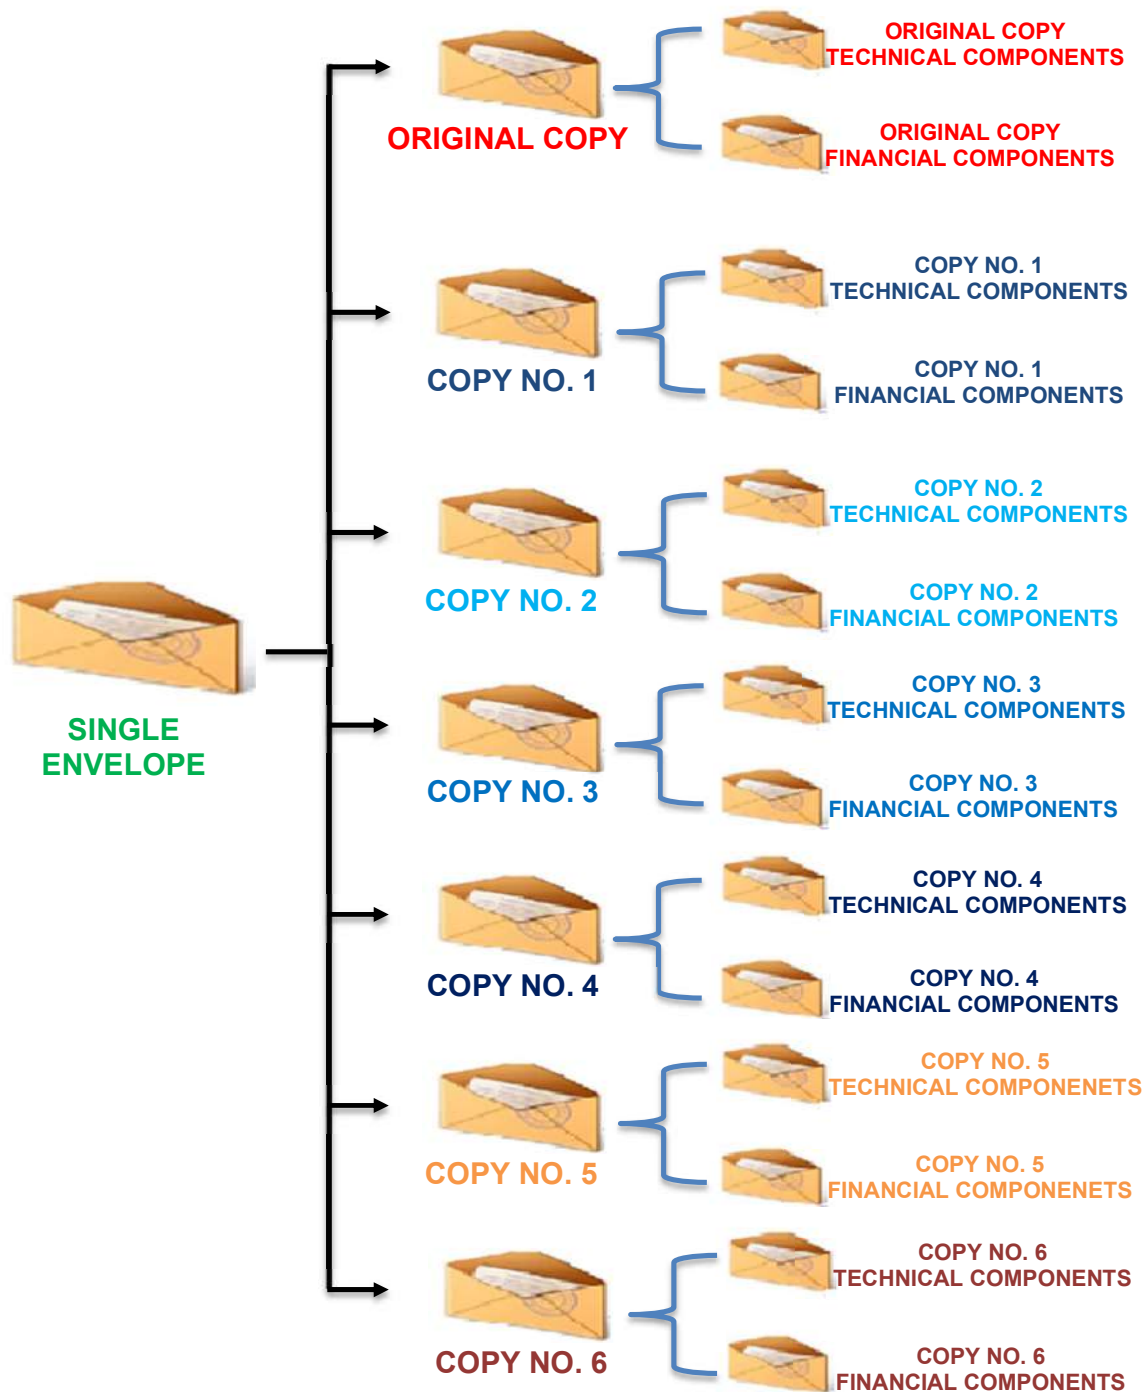 SINGLE
ENVELOPE
ORIGINAL COPY
ORIGINAL COPY
TECHNICAL COMPONENTS
ORIGINAL COPY
FINANCIAL COMPONENTS
COPY NO. 1
COPY NO. 1
TECHNICAL COMPONENTS
COPY NO. 1
FINANCIAL COMPONENTS
COPY NO. 2
COPY NO. 2
TECHNICAL COMPONENTS
COPY NO. 2
FINANCIAL COMPONENTS
COPY NO. 3
COPY NO. 3
TECHNICAL COMPONENTS
COPY NO. 3
FINANCIAL COMPONENTS
COPY NO. 4
COPY NO. 4
TECHNICAL COMPONENTS
COPY NO. 4
FINANCIAL COMPONENTS
COPY NO. 5
COPY NO. 5
TECHNICAL COMPONENETS
COPY NO. 5
FINANCIAL COMPONENETS
COPY NO. 6
COPY NO. 6
TECHNICAL COMPONENTS
COPY NO. 6
FINANCIAL COMPONENTS